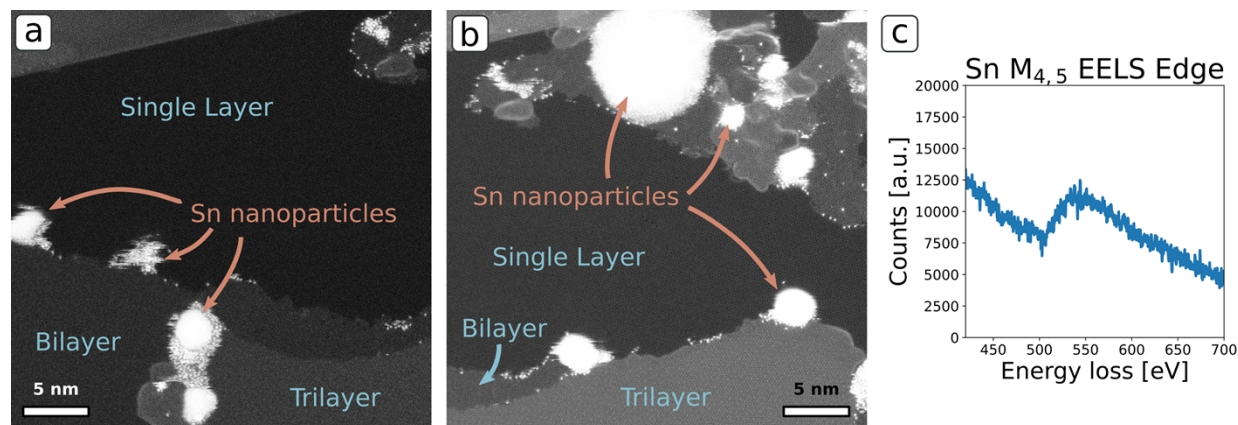 a
Single Layer
Sn nanoparticles
Bilayer
Trilayer
5 nm
b
Sn nanoparticles
Single Layer
Bilayer
Trilayer
5 nm
c
Sn M4,5 EELS Edge
Counts [a.u.]
20000
17500
15000
12500
10000
7500
5000
2500
0
450 500 550 600 650 700
Energy loss [eV]